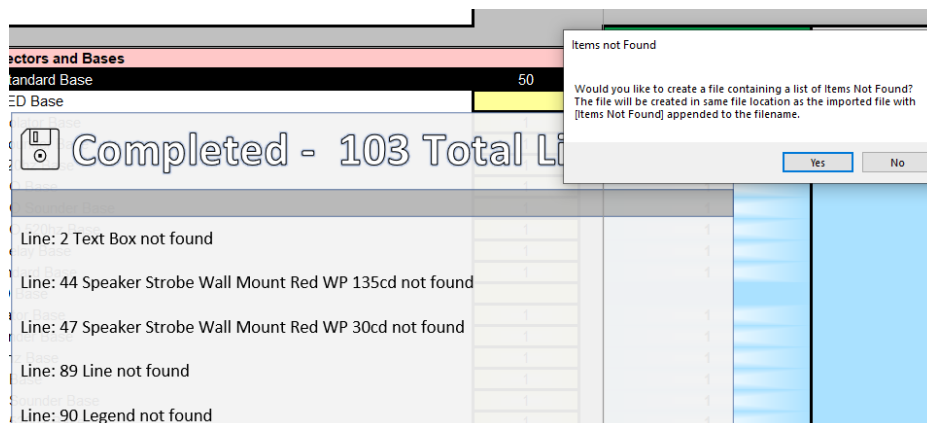 Items not Found
Would you like to create a file containing a list of Items Not Found?
The file will be created in same file location as the imported file with
[Items Not Found] appended to the filename.
Yes No
ectors and Bases
tandard Base 50
ED Base
Completed - 103 Total Li
Line: 2 Text Box not found
Line: 44 Speaker Strobe Wall Mount Red WP 135cd not found
Line: 47 Speaker Strobe Wall Mount Red WP 30cd not found
Line: 89 Line not found
Line: 90 Legend not found